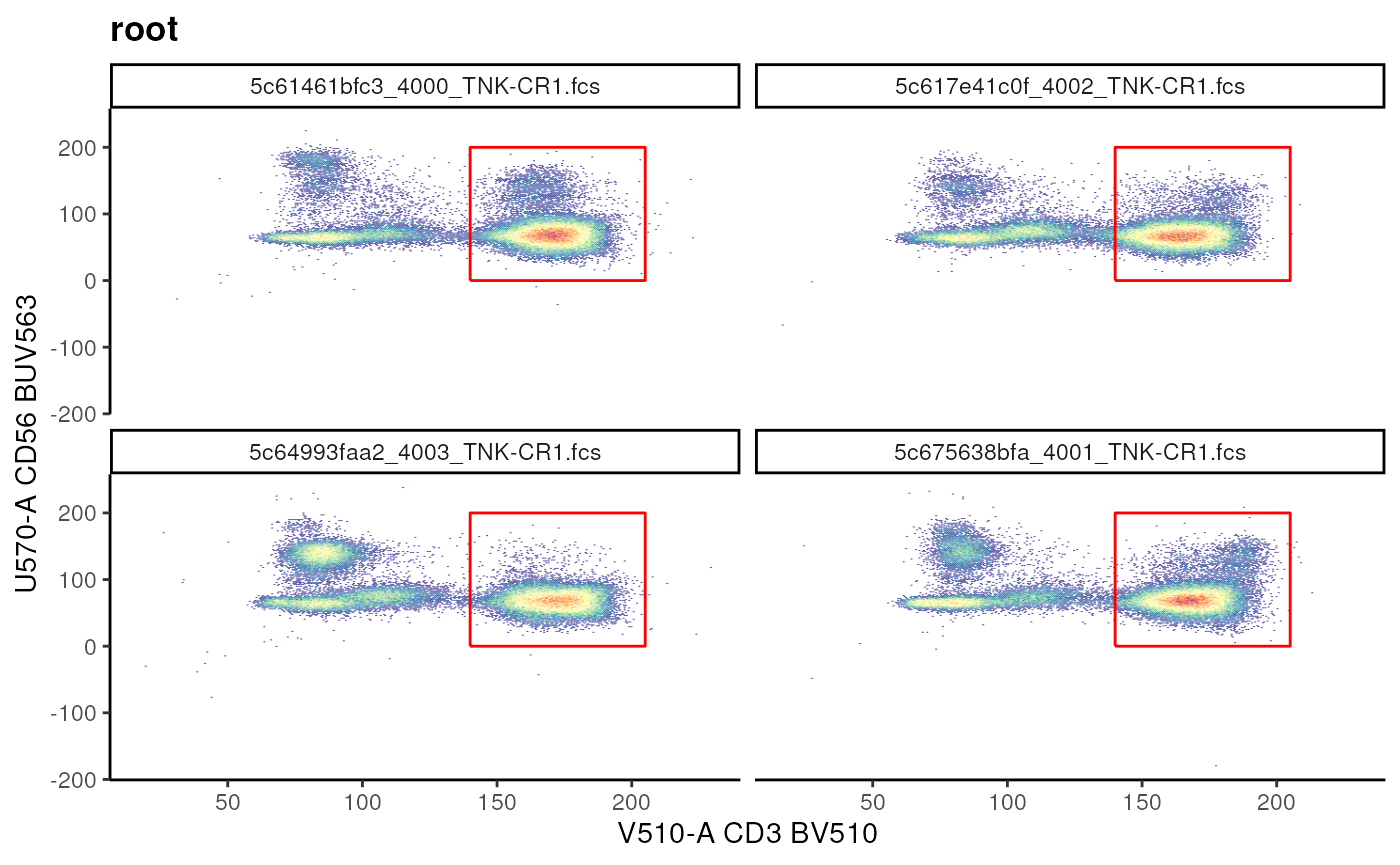 root
5c61461bfc3_4000_TNK-CR1.fcs
5c617e41c0f_4002_TNK-CR1.fcs
200
100
0
-100
-200
5c64993faa2_4003_TNK-CR1.fcs
5c675638bfa_4001_TNK-CR1.fcs
200
100
0
-100
-200
U570-A CD56 BUV563
50 100 150 200
50 100 150 200
V510-A CD3 BV510